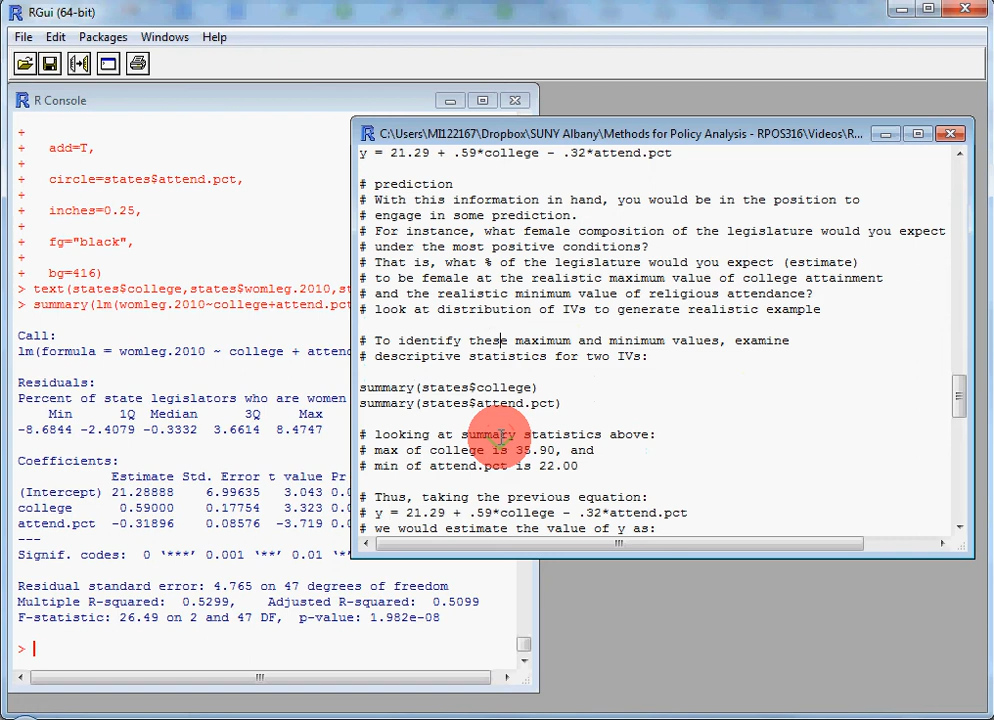 RGui (64-bit)
File Edit Packages Windows Help
R Console
+
+ add=T,
+
+ circle=states$attend.pct,
+
+ inches=0.25,
+
+ fg="black",
+
+ bg=416)
> text(states$college,states$womleg.2010,st
> summary(lm(womleg.2010~college+attend.pct
Call:
lm(formula = womleg.2010 ~ college + attend
Residuals:
Percent of state legislators who are women
Min 1Q Median 3Q Max
-8.6844 -2.4079 -0.3332 3.6614 8.4747
Coefficients:
Estimate Std. Error t value Pr
(Intercept) 21.28888 6.99635 3.043 0.0
college 0.59000 0.17754 3.323 0.0
attend.pct -0.31896 0.08576 -3.719 0.0
---
Signif. codes: 0 ‘***’ 0.001 ‘**’ 0.01 ‘*
Residual standard error: 4.765 on 47 degrees of freedom
Multiple R-squared: 0.5299, Adjusted R-squared: 0.5099
F-statistic: 26.49 on 2 and 47 DF, p-value: 1.982e-08
>
C:\Users\MI122167\Dropbox\SUNY Albany\Methods for Policy Analysis - RPOS316\Videos\R...
y = 21.29 + .59*college - .32*attend.pct
# prediction
# With this information in hand, you would be in the position to
# engage in some prediction.
# For instance, what female composition of the legislature would you expect
# under the most positive conditions?
# That is, what % of the legislature would you expect (estimate)
# to be female at the realistic maximum value of college attainment
# and the realistic minimum value of religious attendance?
# look at distribution of IVs to generate realistic example
# To identify these maximum and minimum values, examine
# descriptive statistics for two IVs:
summary(states$college)
summary(states$attend.pct)
# looking at summary statistics above:
# max of college is 35.90, and
# min of attend.pct is 22.00
# Thus, taking the previous equation:
# y = 21.29 + .59*college - .32*attend.pct
# we would estimate the value of y as: